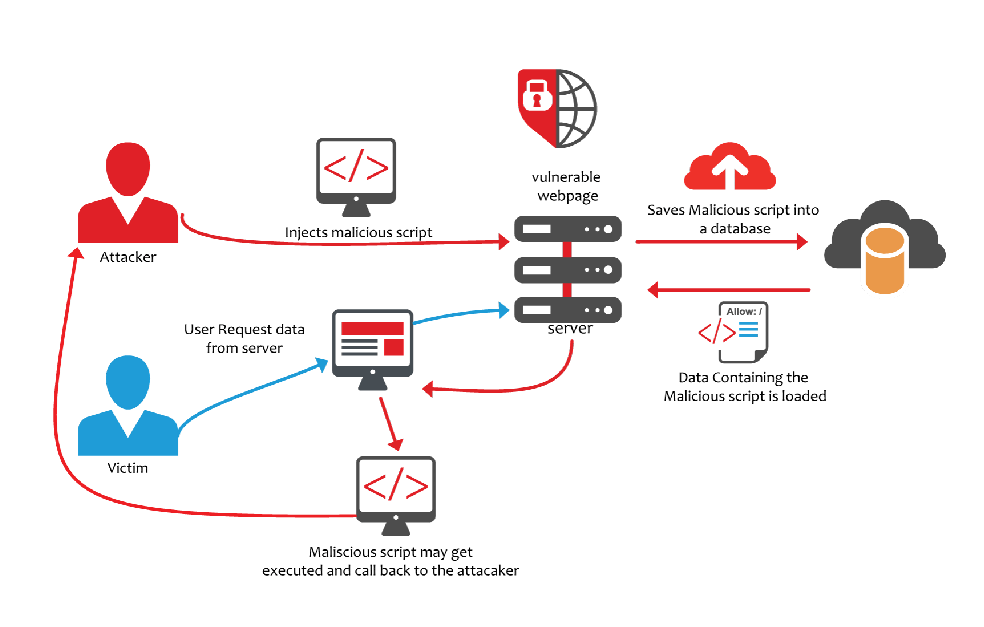 vulnerable
webpage
Injects malicious script
Attacker
Saves Malicious script into
a database
server
User Request data
from server
Allow: /
</>
Data Containing the
Malicious script is loaded
Victim
</>
</>
Maliscious script may get
executed and call back to the attacaker